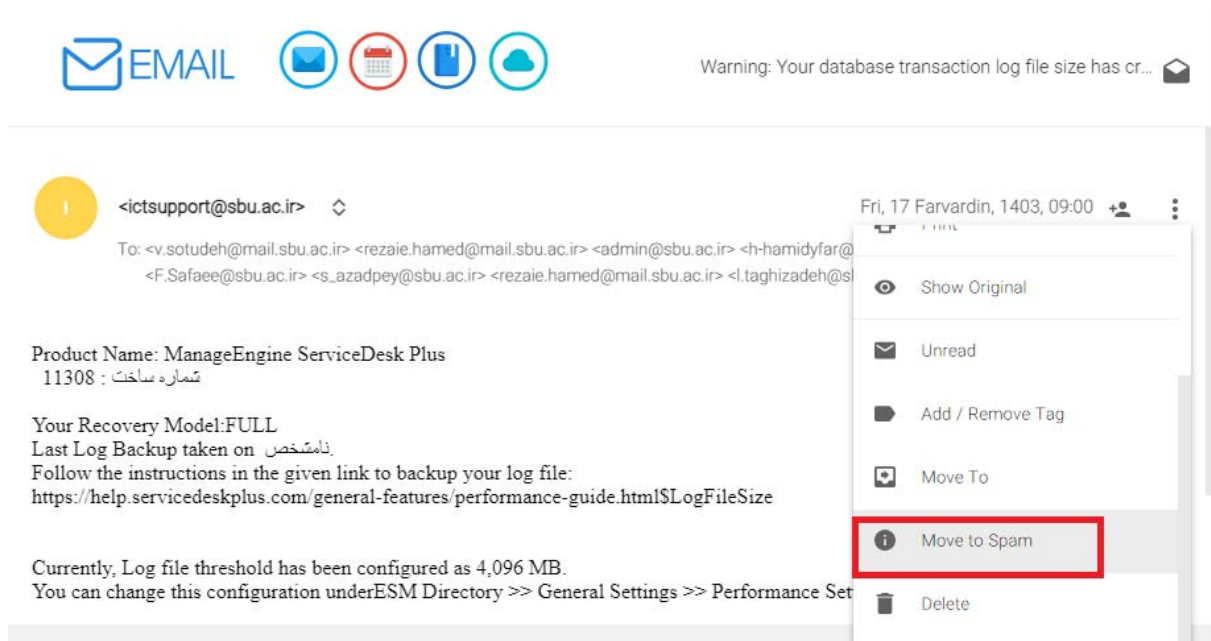 EMAIL
Warning: Your database transaction log file size has cr...
I
<ictsupport@sbu.ac.ir>
Fri, 17 Farvardin, 1403, 09:00
To: <v.sotudeh@mail.sbu.ac.ir> <rezaie.hamed@mail.sbu.ac.ir> <admin@sbu.ac.ir> <h-hamidyfar@
<F.Safaee@sbu.ac.ir> <s_azadpey@sbu.ac.ir> <rezaie.hamed@mail.sbu.ac.ir> <l.taghizadeh@s
Print
Show Original
Unread
Add / Remove Tag
Move To
Move to Spam
Delete
Product Name: ManageEngine ServiceDesk Plus
شماره ساخت : 11308
Your Recovery Model:FULL
Last Log Backup taken on نامشخص.
Follow the instructions in the given link to backup your log file:
https://help.servicedeskplus.com/general-features/performance-guide.html$LogFileSize
Currently, Log file threshold has been configured as 4,096 MB.
You can change this configuration underESM Directory >> General Settings >> Performance Set